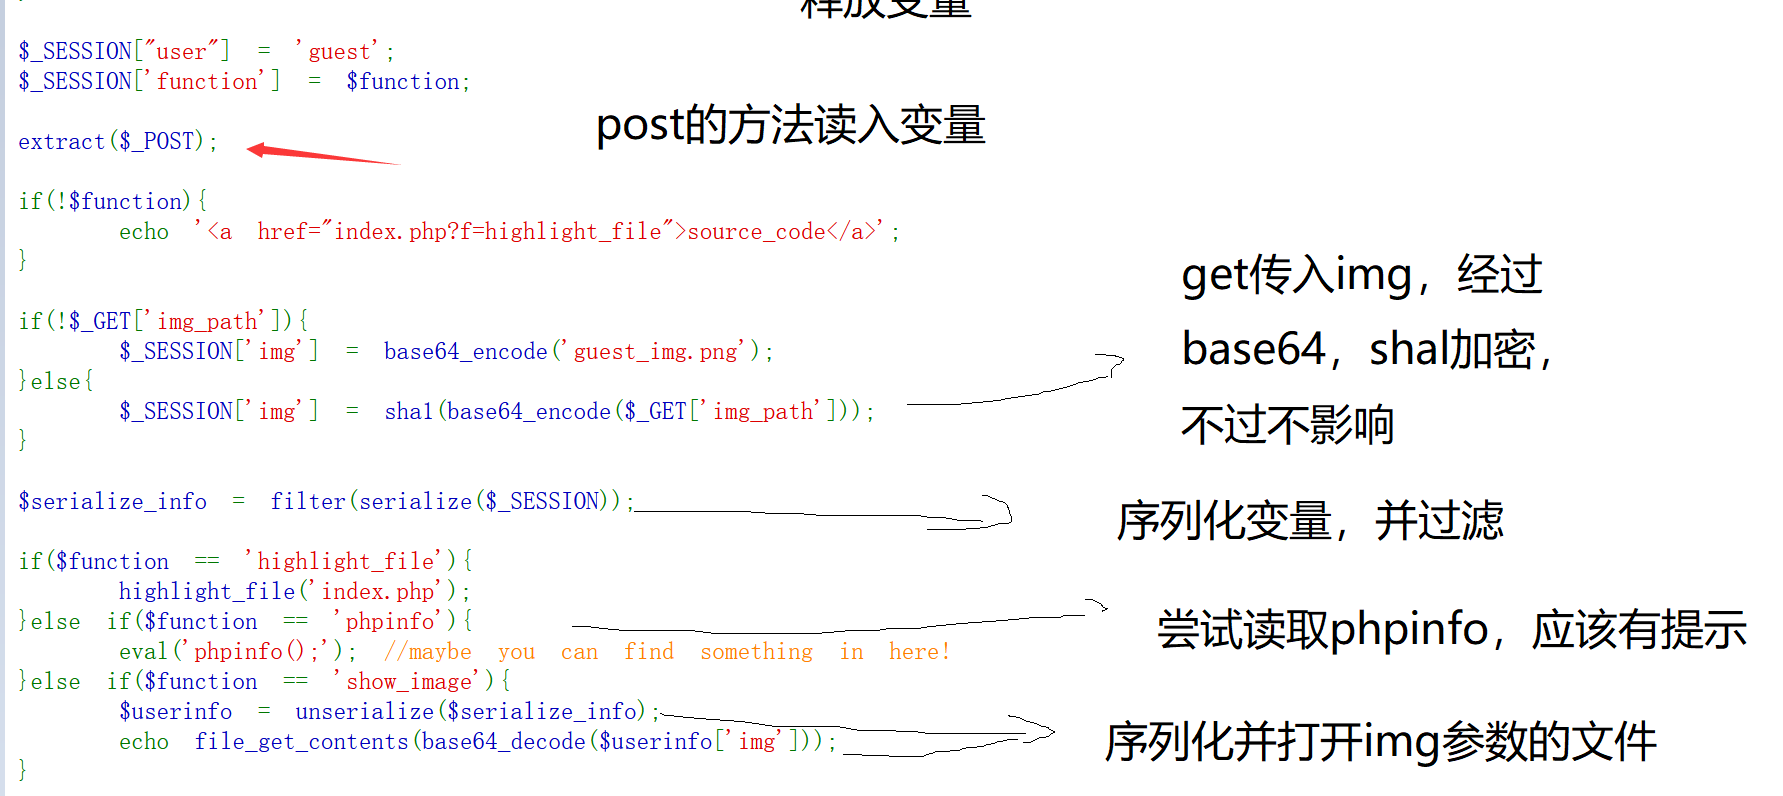 释放变量
$_SESSION["user"] = 'guest';
$_SESSION['function'] = $function;
post的方法读入变量
extract($_POST);
if(!$function){
echo '<a href="index.php?f=highlight_file">source_code</a>';
}
get传入img，经过
if(!$_GET['img_path']){
$_SESSION['img'] = base64_encode('guest_img.png');
base64，shal加密，
}else{
$_SESSION['img'] = sha1(base64_encode($_GET['img_path']));
不过不影响
}
$serialize_info = filter(serialize($_SESSION));
序列化变量，并过滤
if($function == 'highlight_file'){
highlight_file('index.php');
}else if($function == 'phpinfo'){
尝试读取phpinfo，应该有提示
eval('phpinfo();'); //maybe you can find something in here!
}else if($function == 'show_image'){
$userinfo = unserialize($serialize_info);
echo file_get_contents(base64_decode($userinfo['img']));
序列化并打开img参数的文件
}